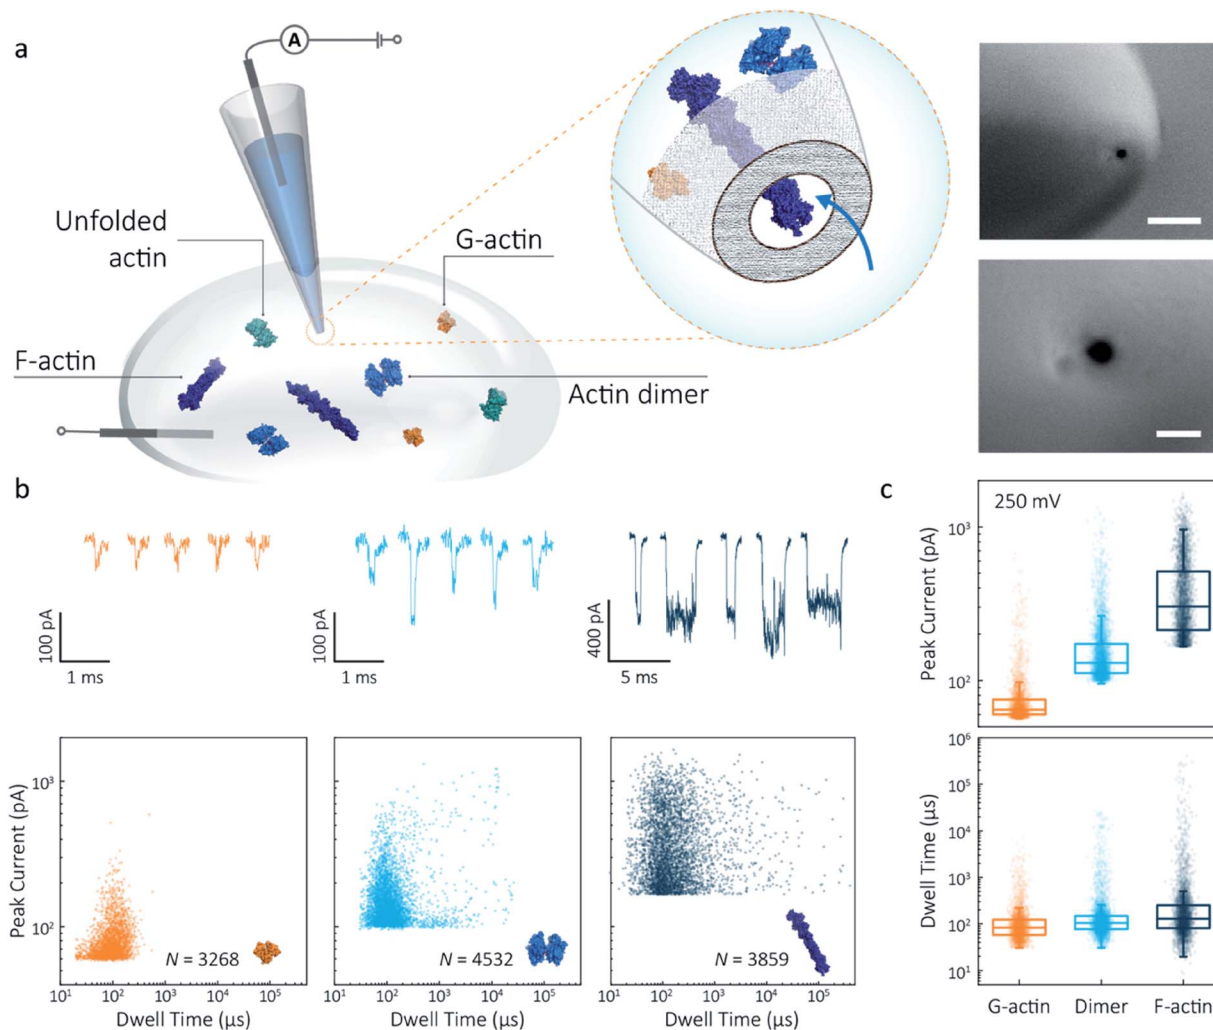 a
A
Unfolded
actin
G-actin
F-actin
Actin dimer
b
100 pA
1 ms
100 pA
1 ms
400 pA
5 ms
Peak Current (pA)
10³
10²
N = 3268
N = 4532
N = 3859
10¹ 10² 10³ 10⁴ 10⁵
10¹ 10² 10³ 10⁴ 10⁵
10¹ 10² 10³ 10⁴ 10⁵
Dwell Time (µs)
Dwell Time (µs)
Dwell Time (µs)
c
250 mV
Peak Current (pA)
10³
10²
Dwell Time (µs)
10⁶
10⁵
10⁴
10³
10²
10¹
G-actin Dimer F-actin